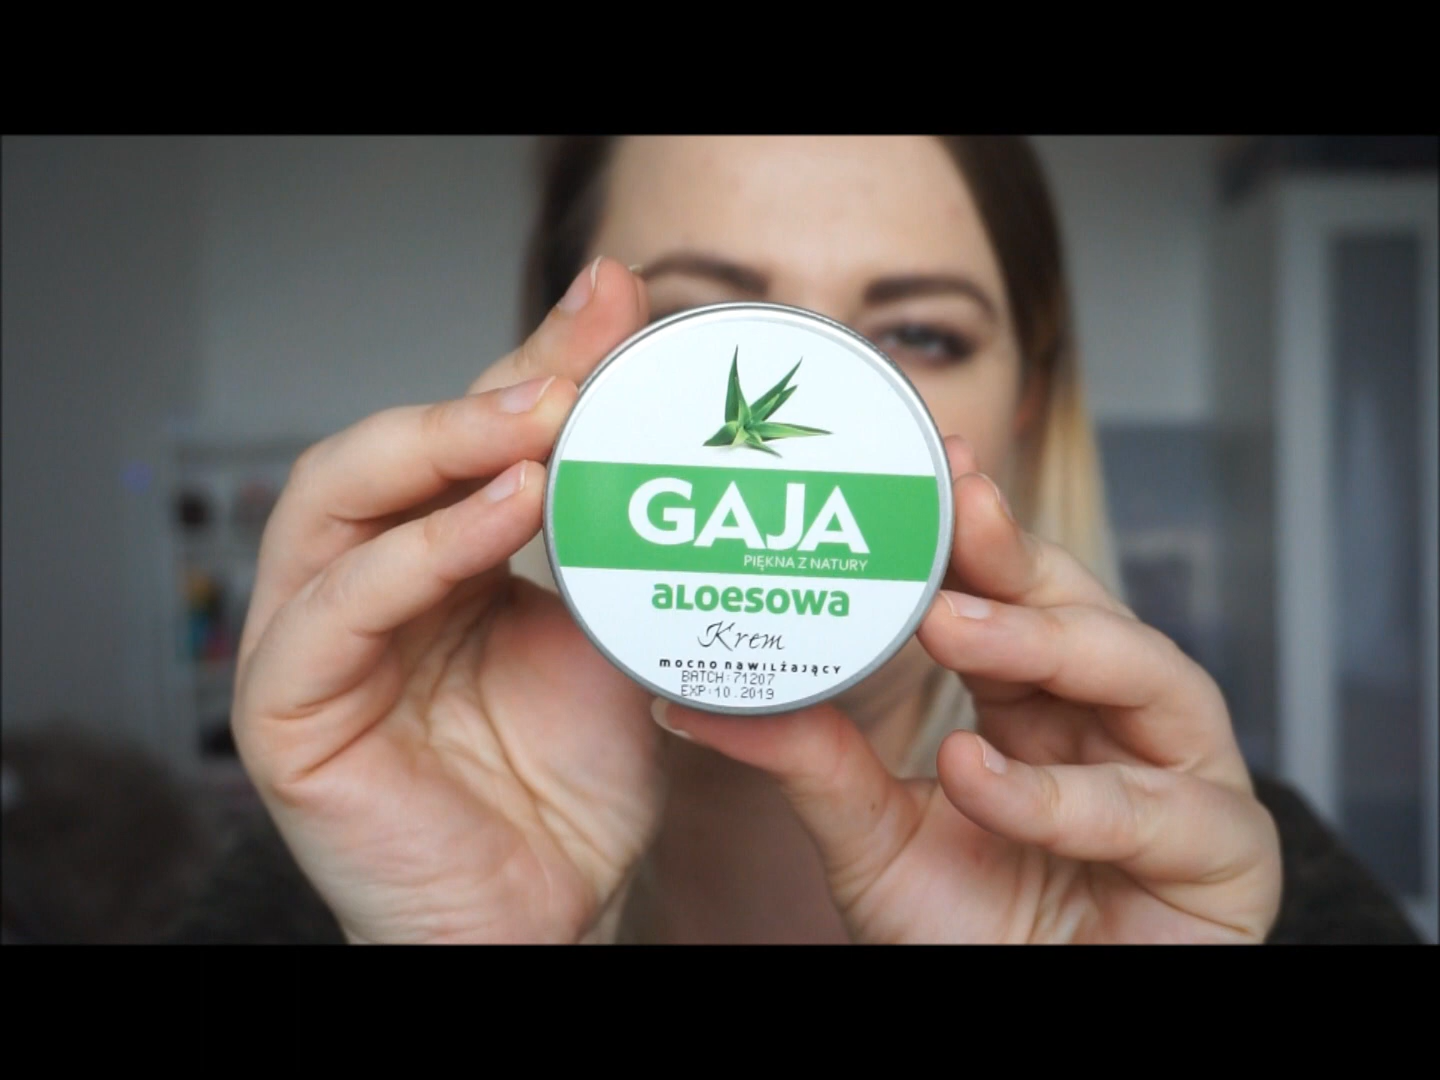 GAJA
PIĘKNA Z NATURY
aloesowa
Krem
mocno nawilżający
BATCH:71207
EXP:10.2019